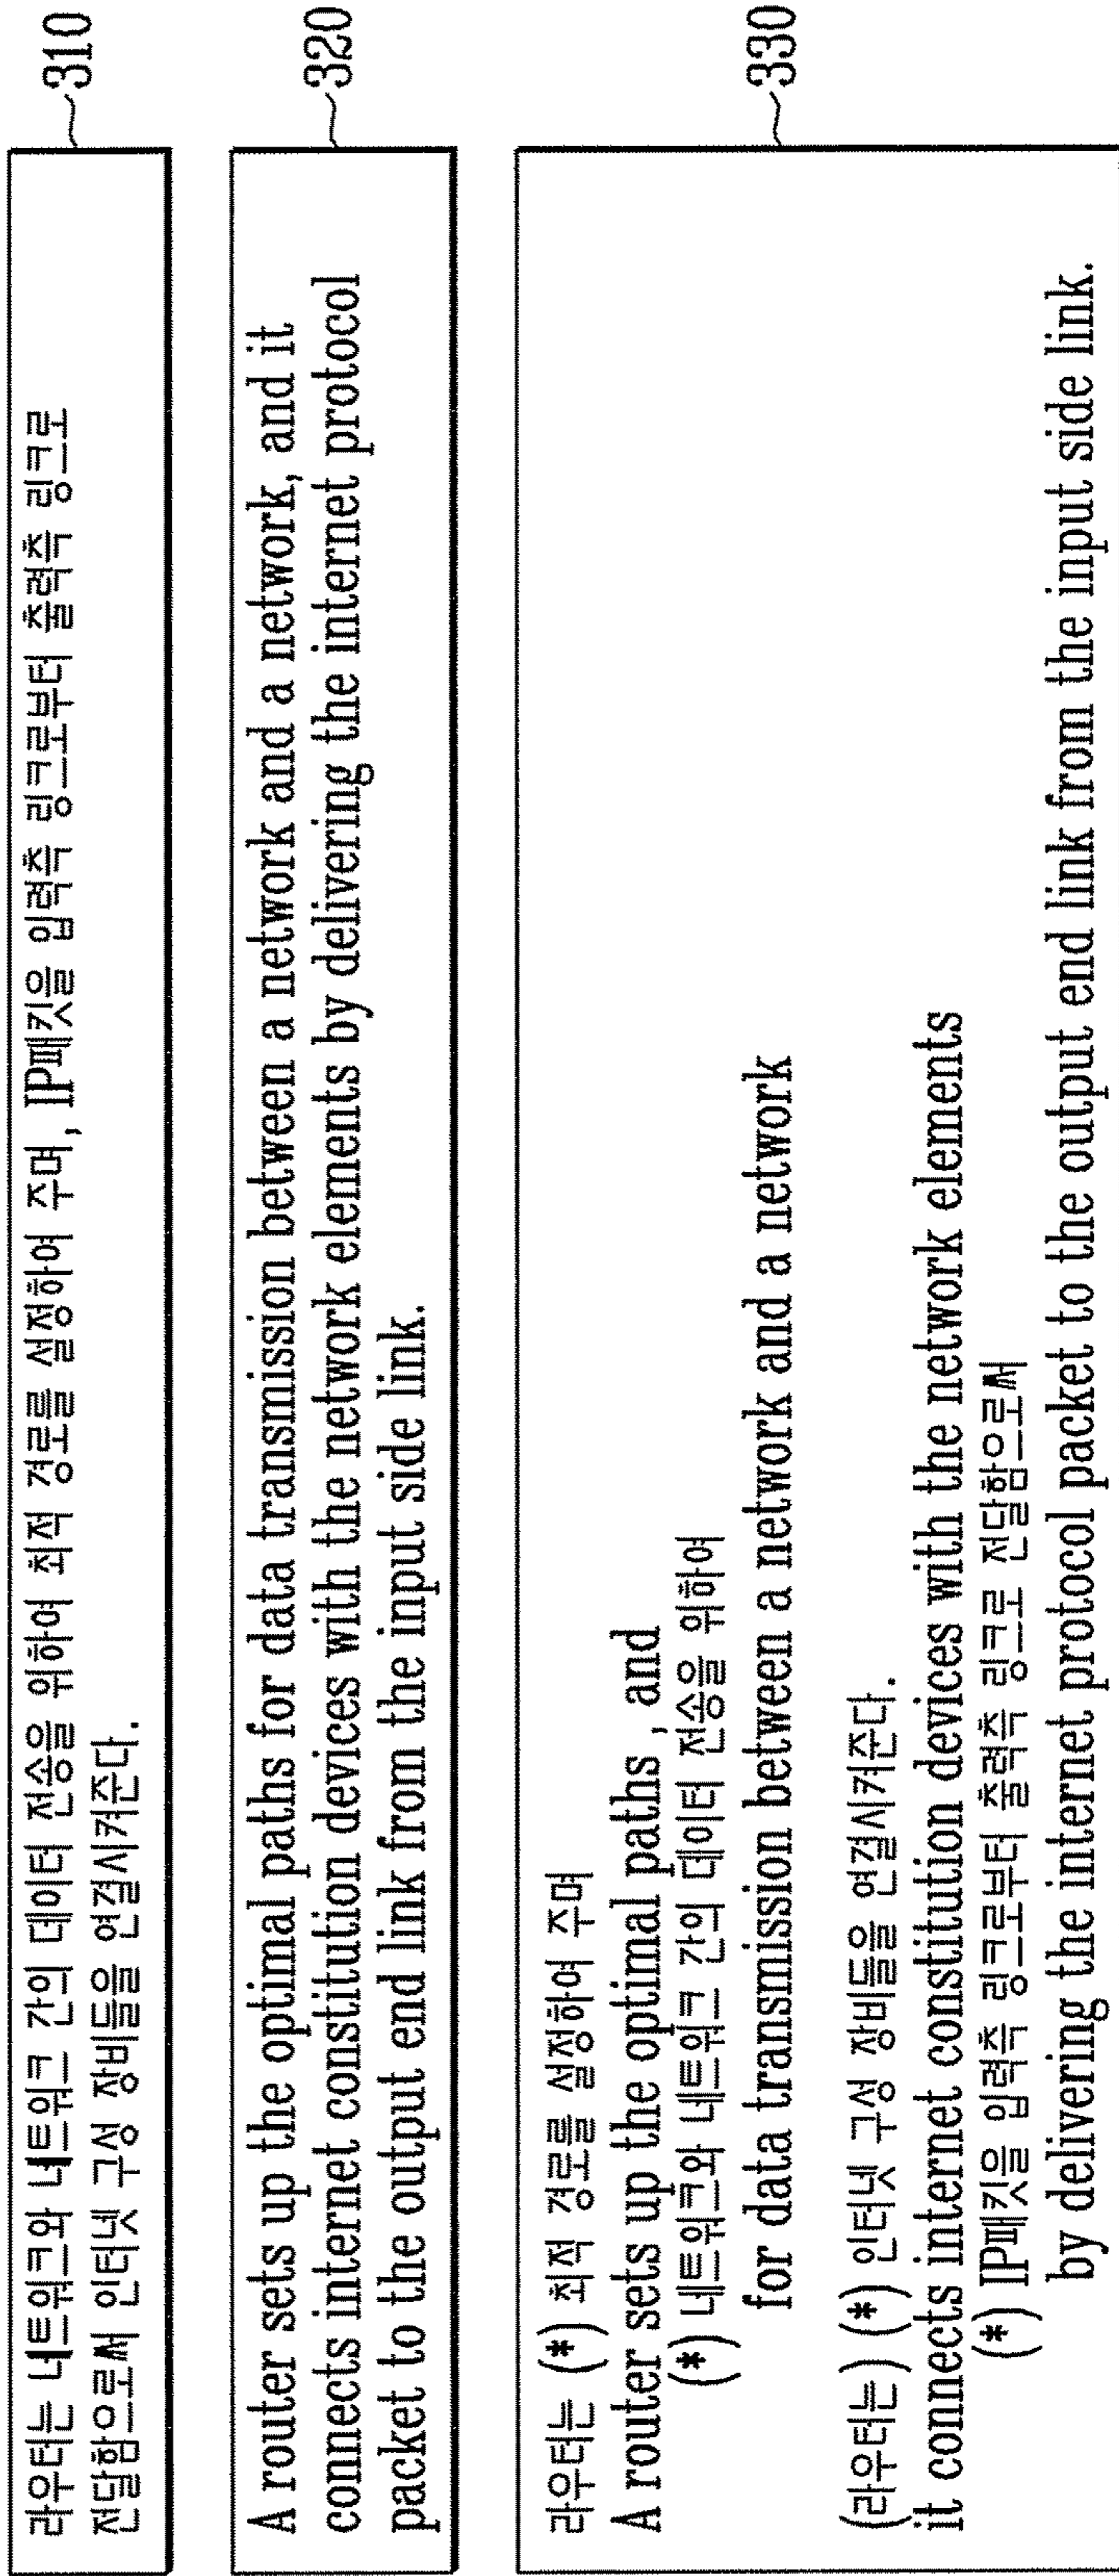 라우터는 네트워크와 네트워크 간의 데이터 전송을 위하여 최적 경로를 설정하여 주며, IP패킷을 입력측 링크로부터 출력측 링크로
전달함으로써 인터넷 구성 장비들을 연결시켜준다.
310
A router sets up the optimal paths for data transmission between a network and a network, and it
connects internet constitution devices with the network elements by delivering the internet protocol
packet to the output end link from the input side link.
320
라우터는 (*) 최적 경로를 설정하여 주며
A router sets up the optimal paths , and
(*) 네트워크와 네트워크 간의 데이터 전송을 위하여
for data transmission between a network and a network
(라우터는) (*) 인터넷 구성 장비들을 연결시켜준다.
it connects internet constitution devices with the network elements
(*) IP패킷을 입력측 링크로부터 출력측 링크로 전달함으로써
by delivering the internet protocol packet to the output end link from the input side link.
330